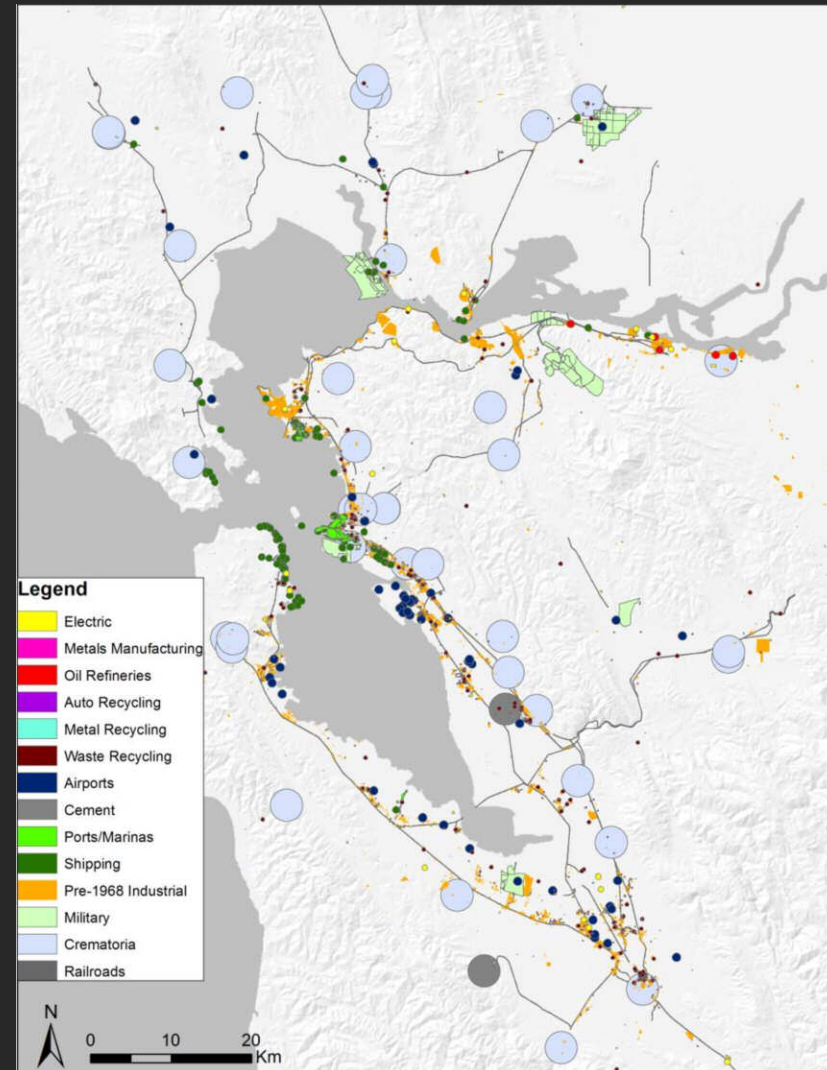 Legend
Electric
Metals Manufacturing
Oil Refineries
Auto Recycling
Metal Recycling
Waste Recycling
Airports
Cement
Ports/Marinas
Shipping
Pre-1968 Industrial
Military
Crematoria
Railroads
N
0 10 20
Km